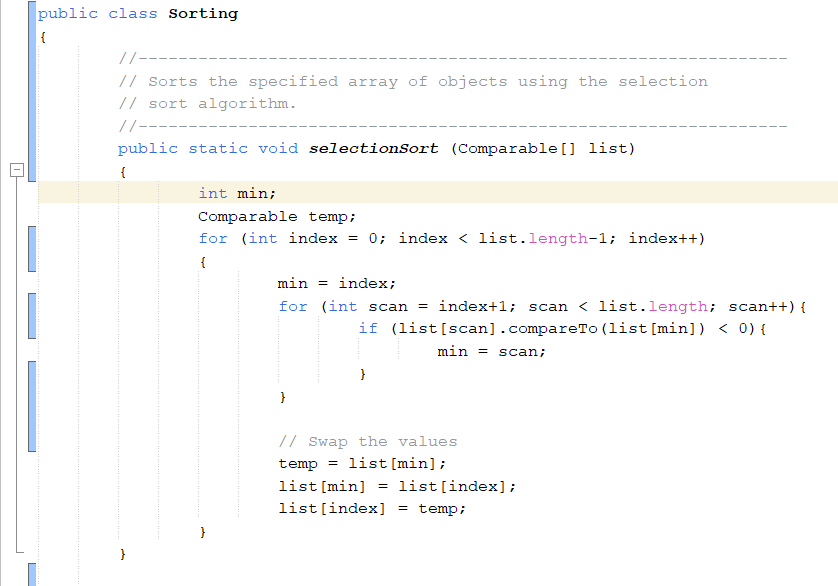 public class Sorting
{
//-----------------------------------------------------------------
// Sorts the specified array of objects using the selection
// sort algorithm.
//-----------------------------------------------------------------
public static void selectionSort (Comparable[] list)
{
int min;
Comparable temp;
for (int index = 0; index < list.length-1; index++)
{
min = index;
for (int scan = index+1; scan < list.length; scan++){
if (list[scan].compareTo(list[min]) < 0){
min = scan;
}
}
// Swap the values
temp = list[min];
list[min] = list[index];
list[index] = temp;
}
}